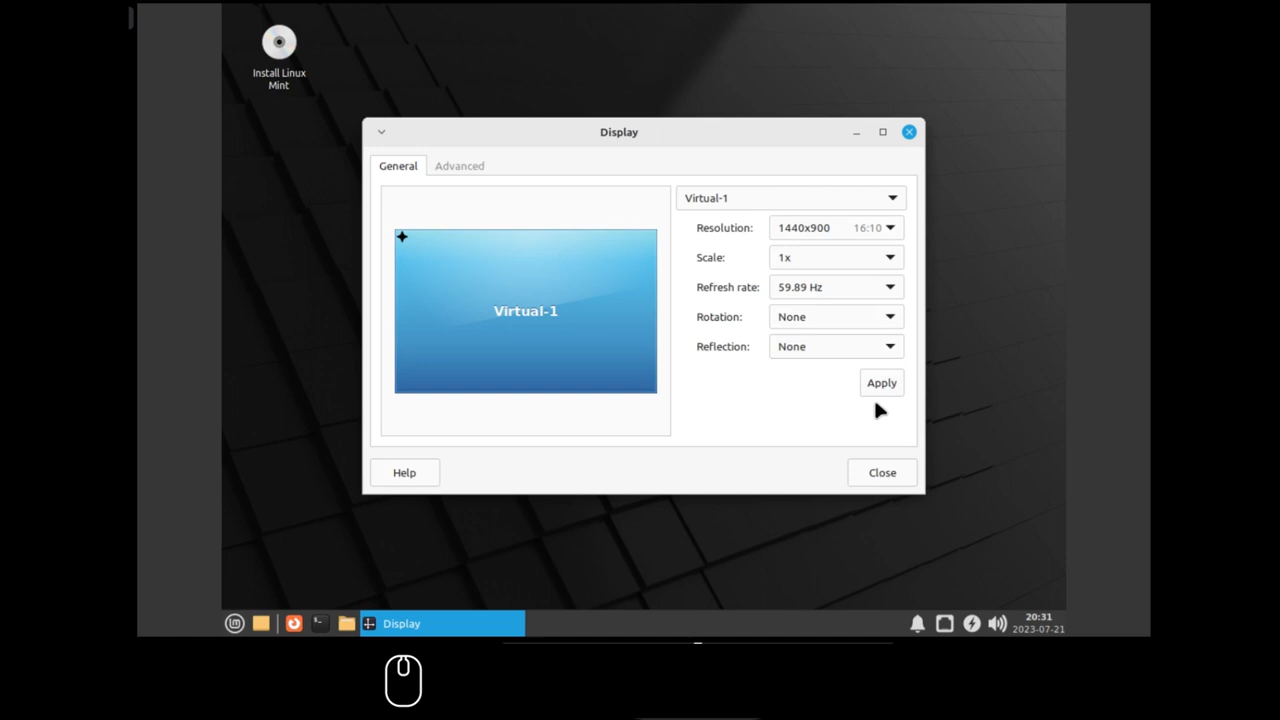 Install Linux
Mint
Display
General
Advanced
Virtual-1
Virtual-1
Resolution:
1440x900 16:10
Scale:
1x
Refresh rate:
59.89 Hz
Rotation:
None
Reflection:
None
Apply
Help
Close
Display
20:31
2023-07-21